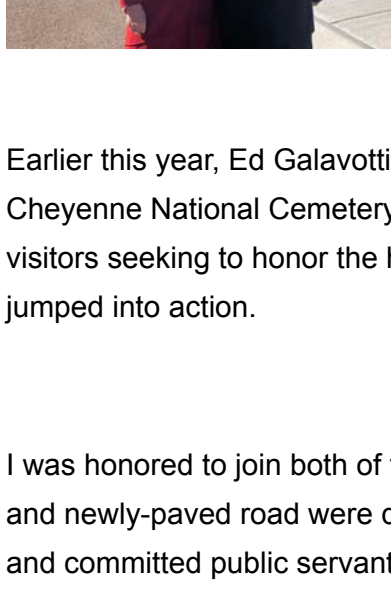 Earlier this year, Ed Galavotti
Cheyenne National Cemetery
visitors seeking to honor the
jumped into action.
I was honored to join both of
and newly-paved road were
and committed public servant